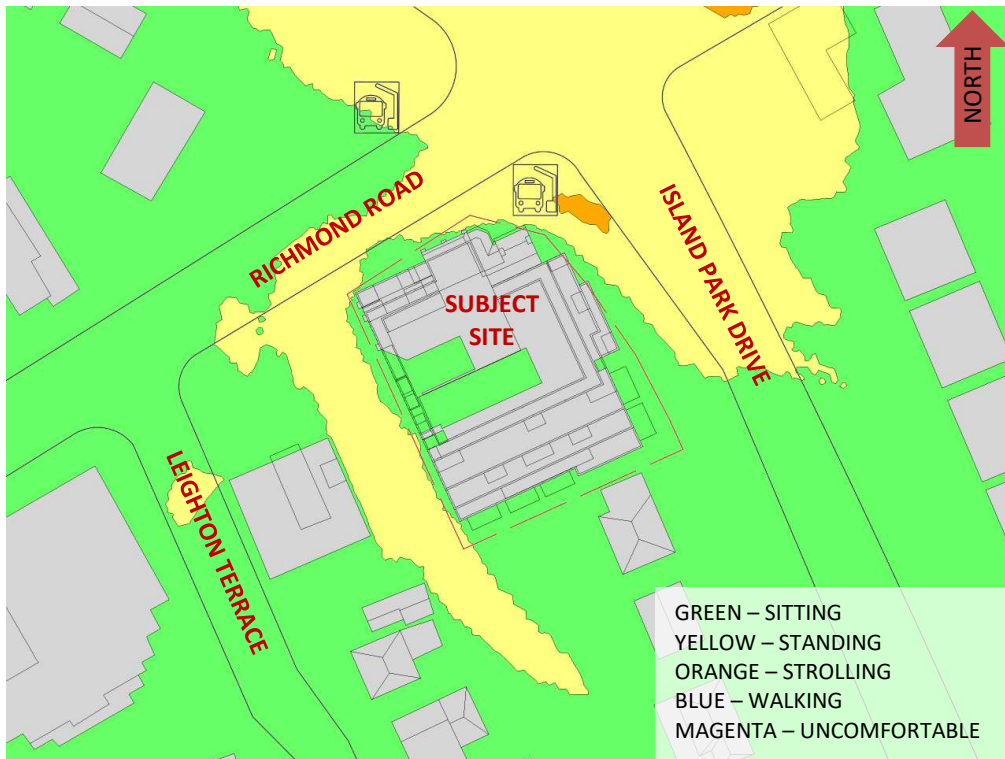 NORTH
RICHMOND ROAD
ISLAND PARK DRIVE
SUBJECT
SITE
LEIGHTON TERRACE
GREEN – SITTING
YELLOW – STANDING
ORANGE – STROLLING
BLUE – WALKING
MAGENTA – UNCOMFORTABLE